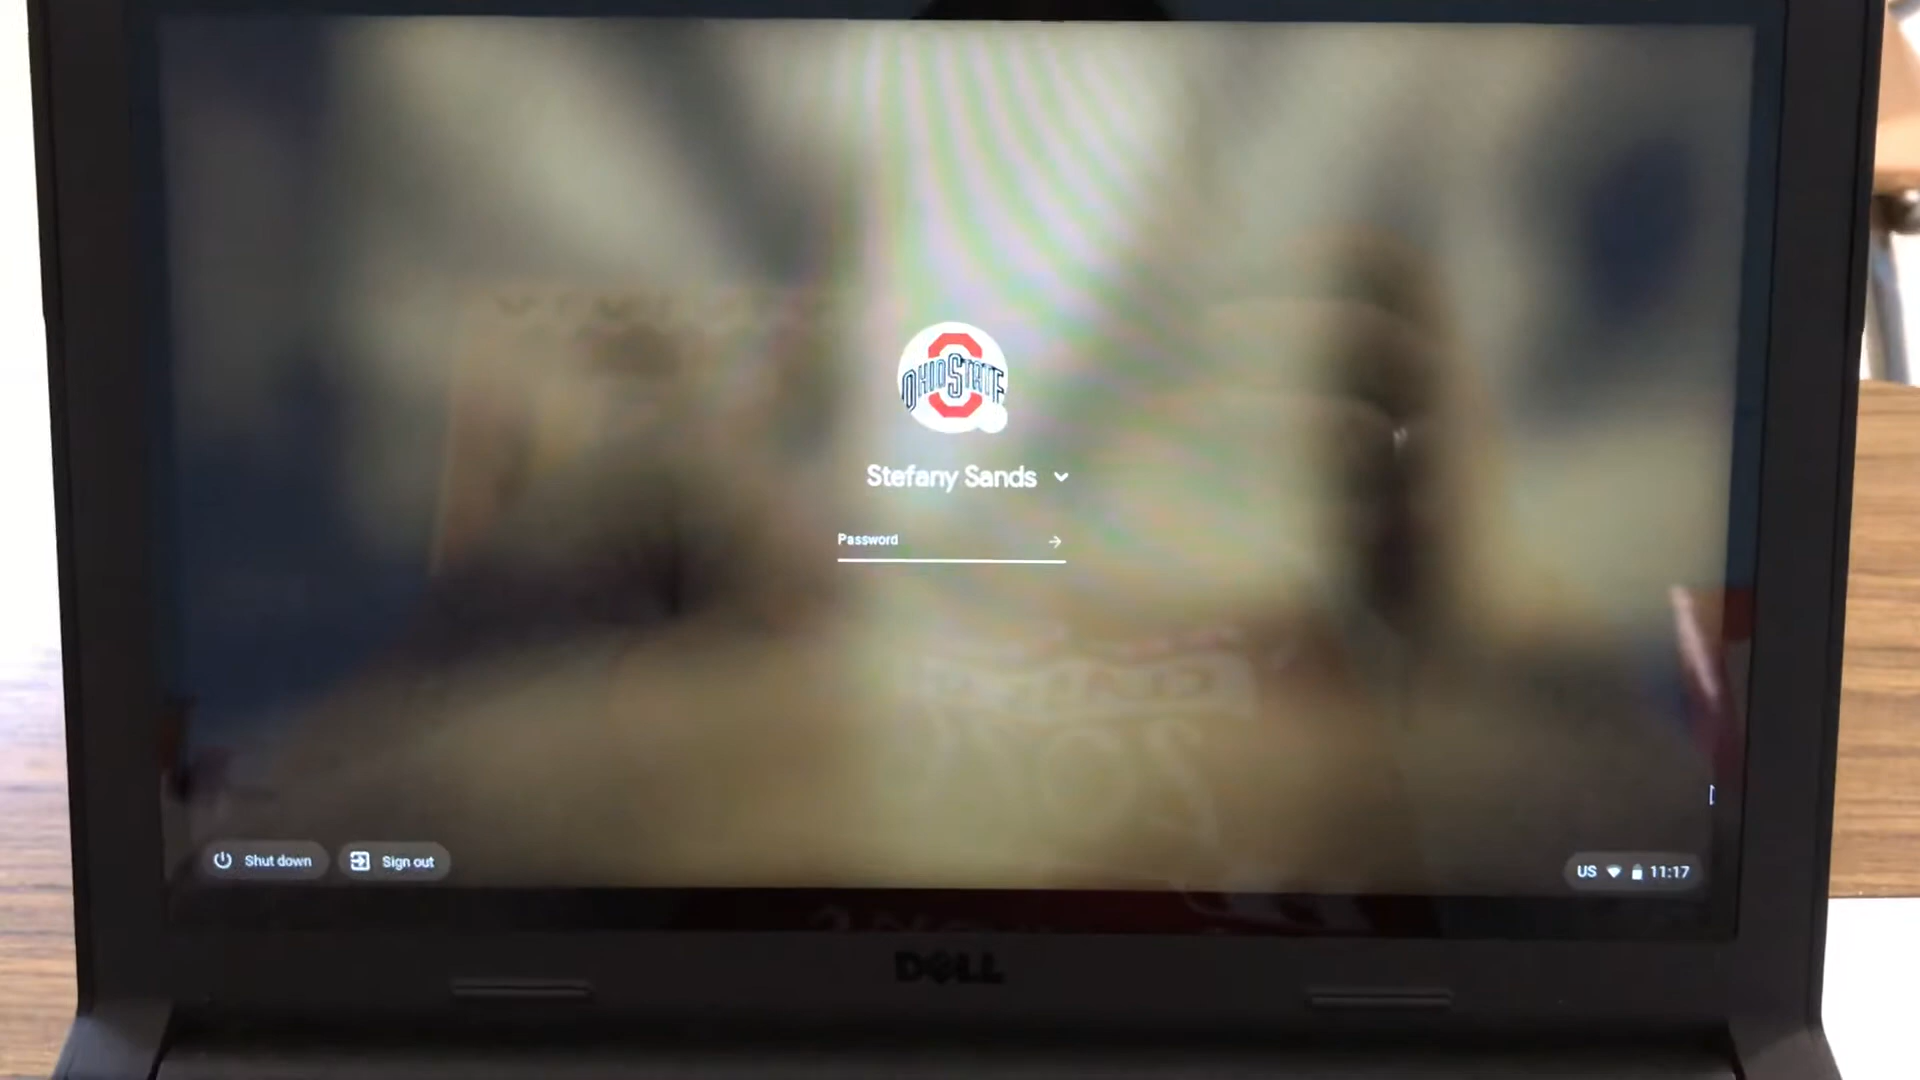 OHIO STATE
Stefany Sands
Password
Shut down
Sign out
US 11:17
DELL